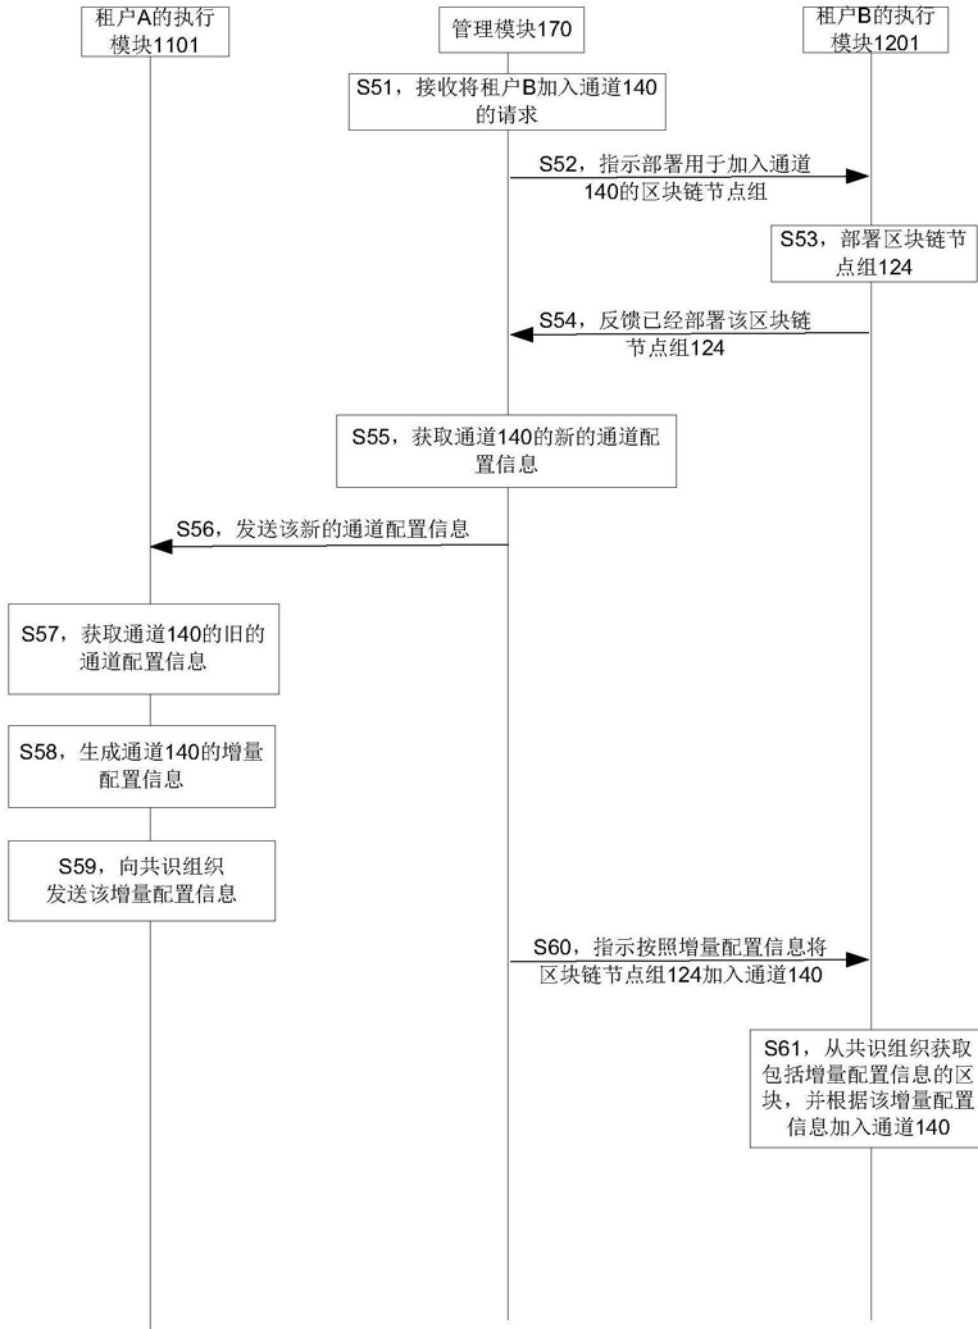 租户A的执行
模块1101
管理模块170
租户B的执行
模块1201
S51，接收将租户B加入通道140
的请求
S52，指示部署用于加入通道
140的区块链节点组
S53，部署区块链节
点组124
S54，反馈已经部署该区块链
节点组124
S55，获取通道140的新的通道配
置信息
S56，发送该新的通道配置信息
S57，获取通道140的旧的
通道配置信息
S58，生成通道140的增量
配置信息
S59，向共识组织
发送该增量配置信息
S60，指示按照增量配置信息将
区块链节点组124加入通道140
S61，从共识组织获取
包括增量配置信息的区
块，并根据该增量配置
信息加入通道140